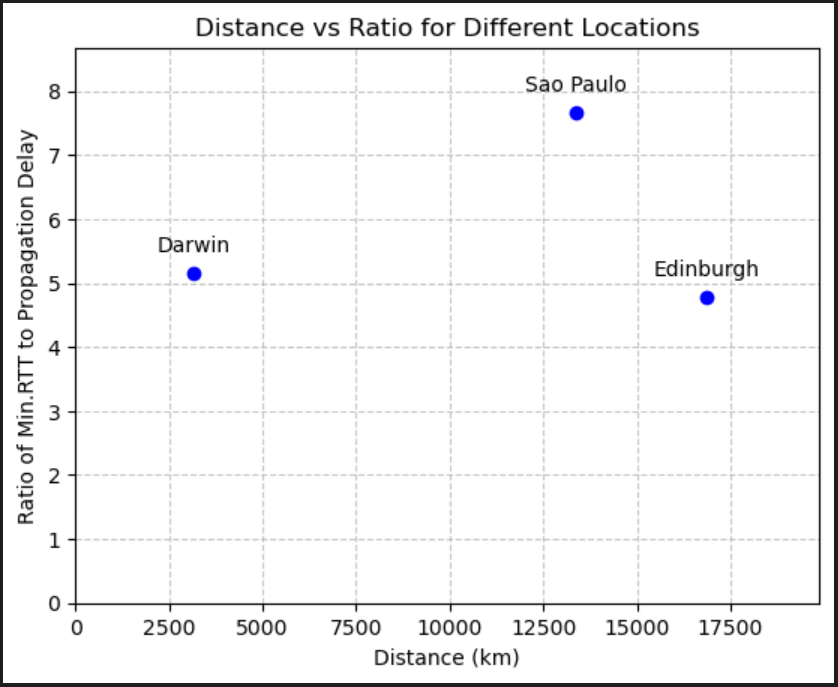 Distance vs Ratio for Different Locations
Ratio of Min.RTT to Propagation Delay
8
7
6
5
4
3
2
1
0
Sao Paulo
Darwin
Edinburgh
0 2500 5000 7500 10000 12500 15000 17500
Distance (km)